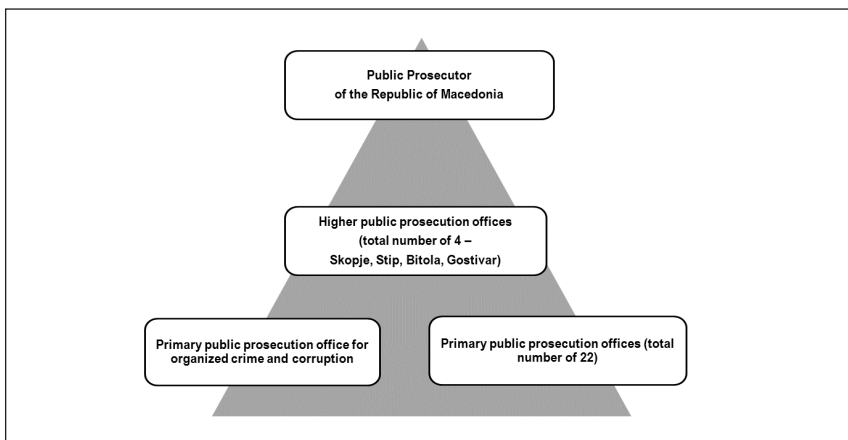 Public Prosecutor
of the Republic of Macedonia
Higher public prosecution offices
(total number of 4 –
Skopje, Stip, Bitola, Gostivar)
Primary public prosecution office for
organized crime and corruption
Primary public prosecution offices (total
number of 22)